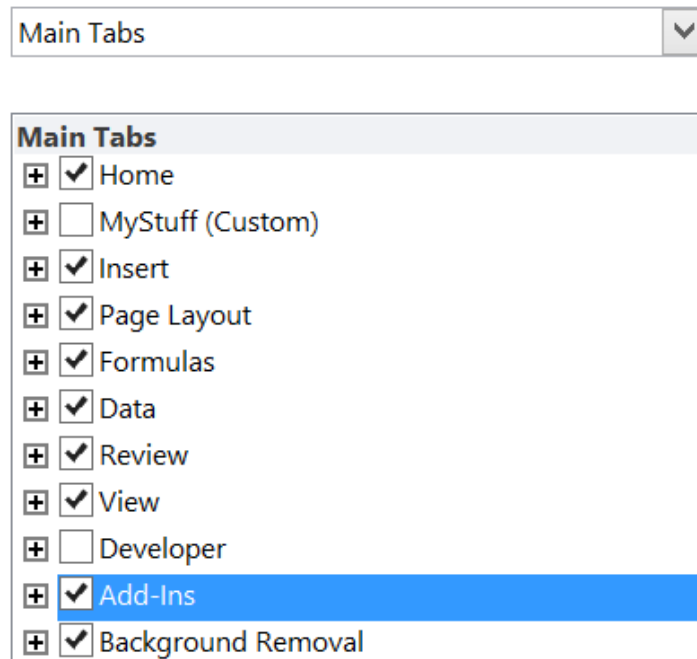 Main Tabs
Main Tabs
Home
MyStuff (Custom)
Insert
Page Layout
Formulas
Data
Review
View
Developer
Add-Ins
Background Removal